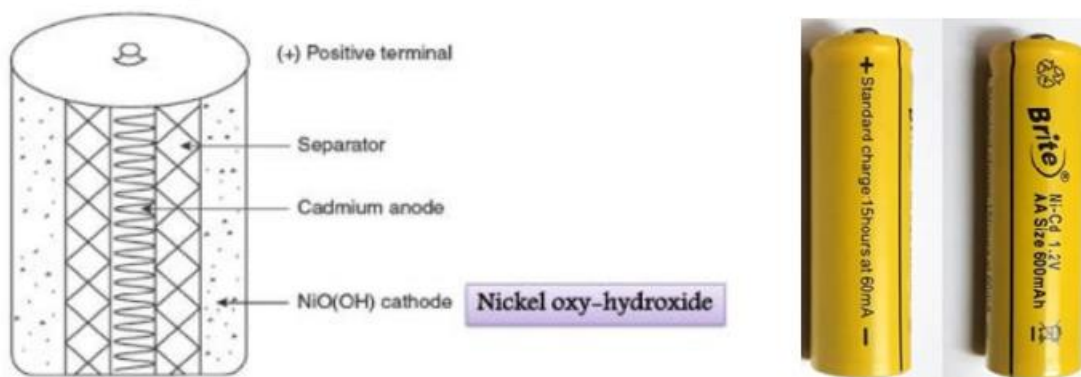 (+) Positive terminal
Separator
Cadmium anode
NiO(OH) cathode
Nickel oxy-hydroxide
+ Standard charge 15hours at 60mA −
Brite®
Ni-Cd 1.2V
AA Size 600mAh